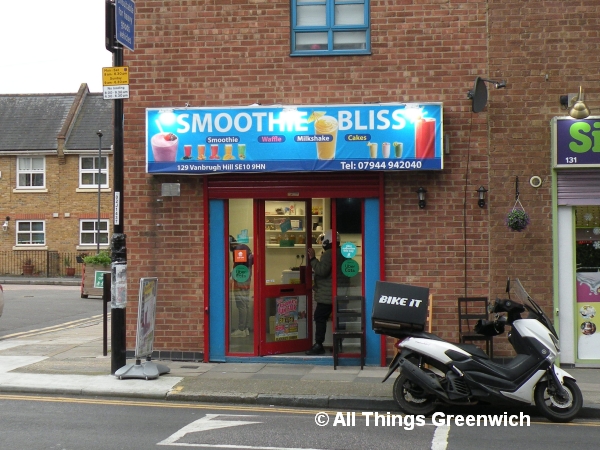 SMOOTHIE BLISS
Smoothie Waffle Milkshake Cakes
129 Vanbrugh Hill SE10 9HN Tel: 07944 942040
Si
131
BIKE IT
© All Things Greenwich